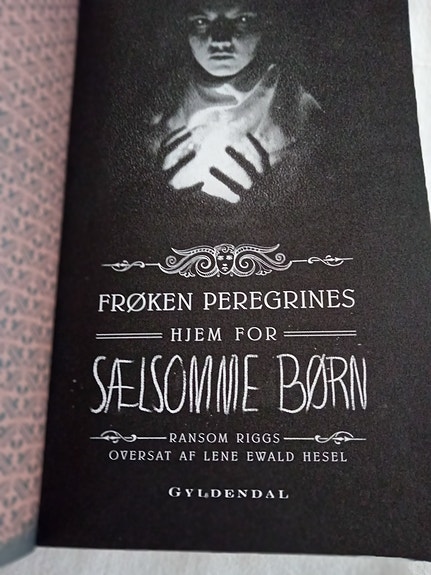 FRØKEN PEREGRINES
HJEM FOR
SÆLSOMME BØRN
RANSOM RIGGS
OVERSAT AF LENE EWALD HESEL
GYLDENDAL